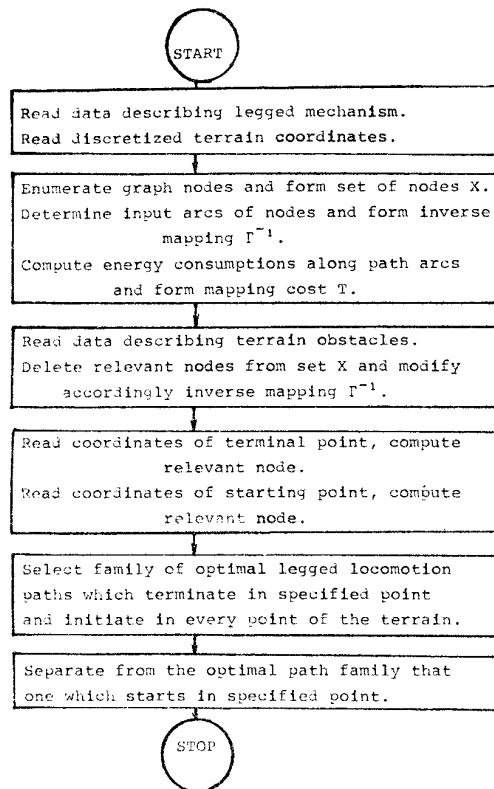 START
Read data describing legged mechanism.
Read discretized terrain coordinates.
Enumerate graph nodes and form set of nodes X.
Determine input arcs of nodes and form inverse
mapping Γ⁻¹.
Compute energy consumptions along path arcs
and form mapping cost T.
Read data describing terrain obstacles.
Delete relevant nodes from set X and modify
accordingly inverse mapping Γ⁻¹.
Read coordinates of terminal point, compute
relevant node.
Read coordinates of starting point, compute
relevant node.
Select family of optimal legged locomotion
paths which terminate in specified point
and initiate in every point of the terrain.
Separate from the optimal path family that
one which starts in specified point.
STOP